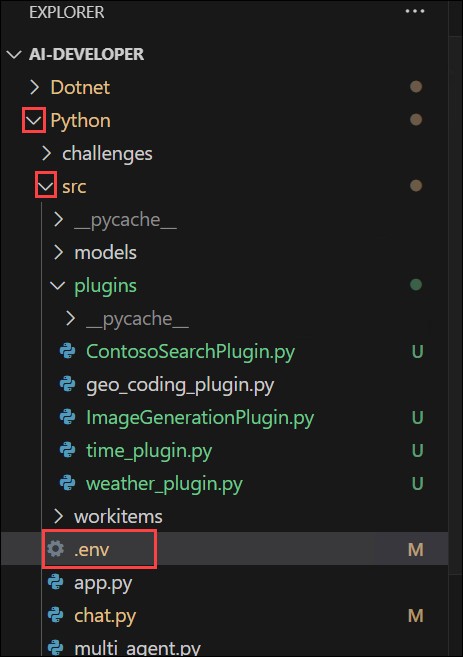 EXPLORER
AI-DEVELOPER
Dotnet
Python
challenges
src
__pycache__
models
plugins
__pycache__
ContosoSearchPlugin.py U
geo_coding_plugin.py
ImageGenerationPlugin.py U
time_plugin.py U
weather_plugin.py U
workitems
.env M
app.py
chat.py M
multi_agent.py